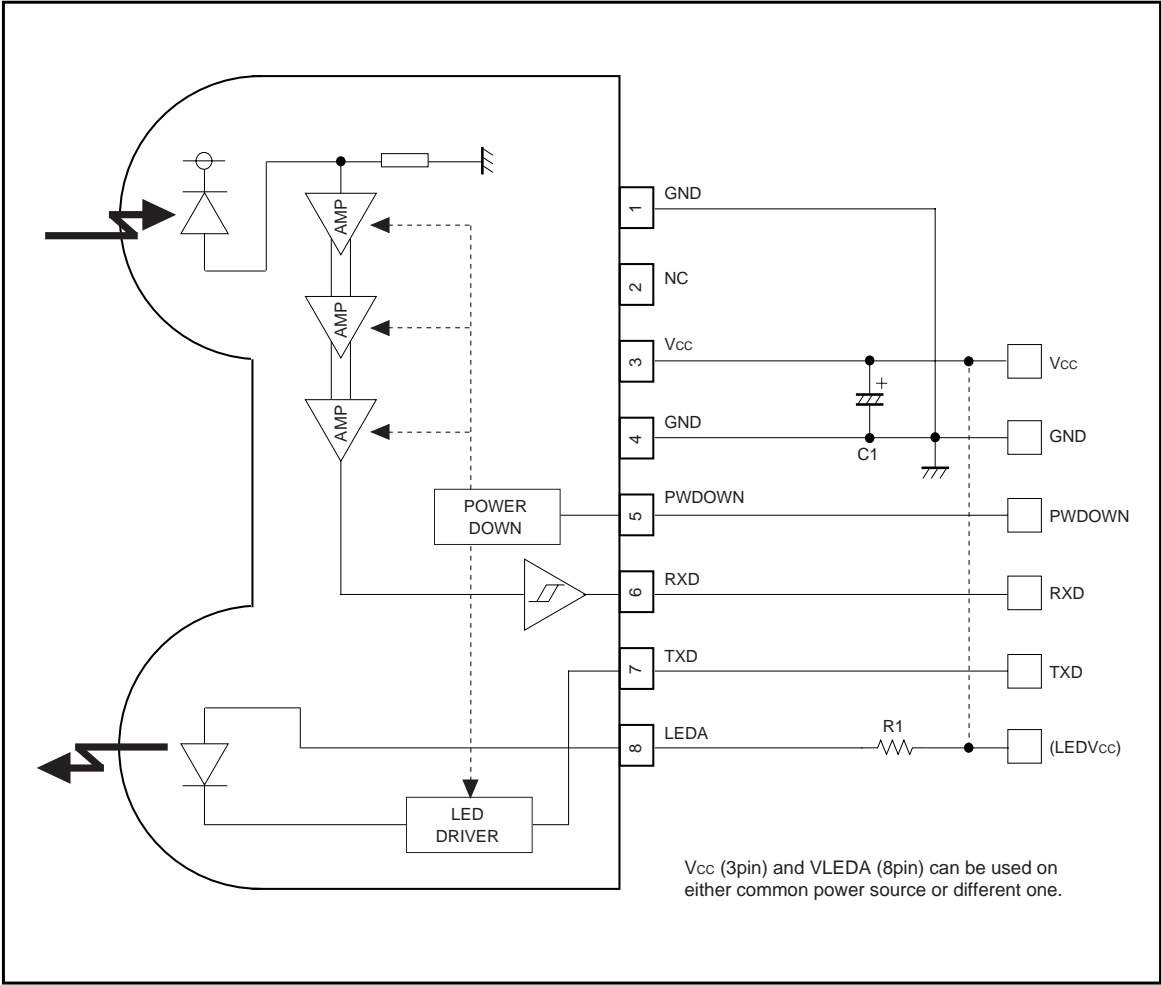 AMP
AMP
AMP
POWER
DOWN
LED
DRIVER
1 GND
2 NC
3 Vcc
4 GND
5 PWDOWN
6 RXD
7 TXD
8 LEDA
+
C1
R1
Vcc
GND
PWDOWN
RXD
TXD
(LEDVcc)
Vcc (3pin) and VLEDA (8pin) can be used on
either common power source or different one.